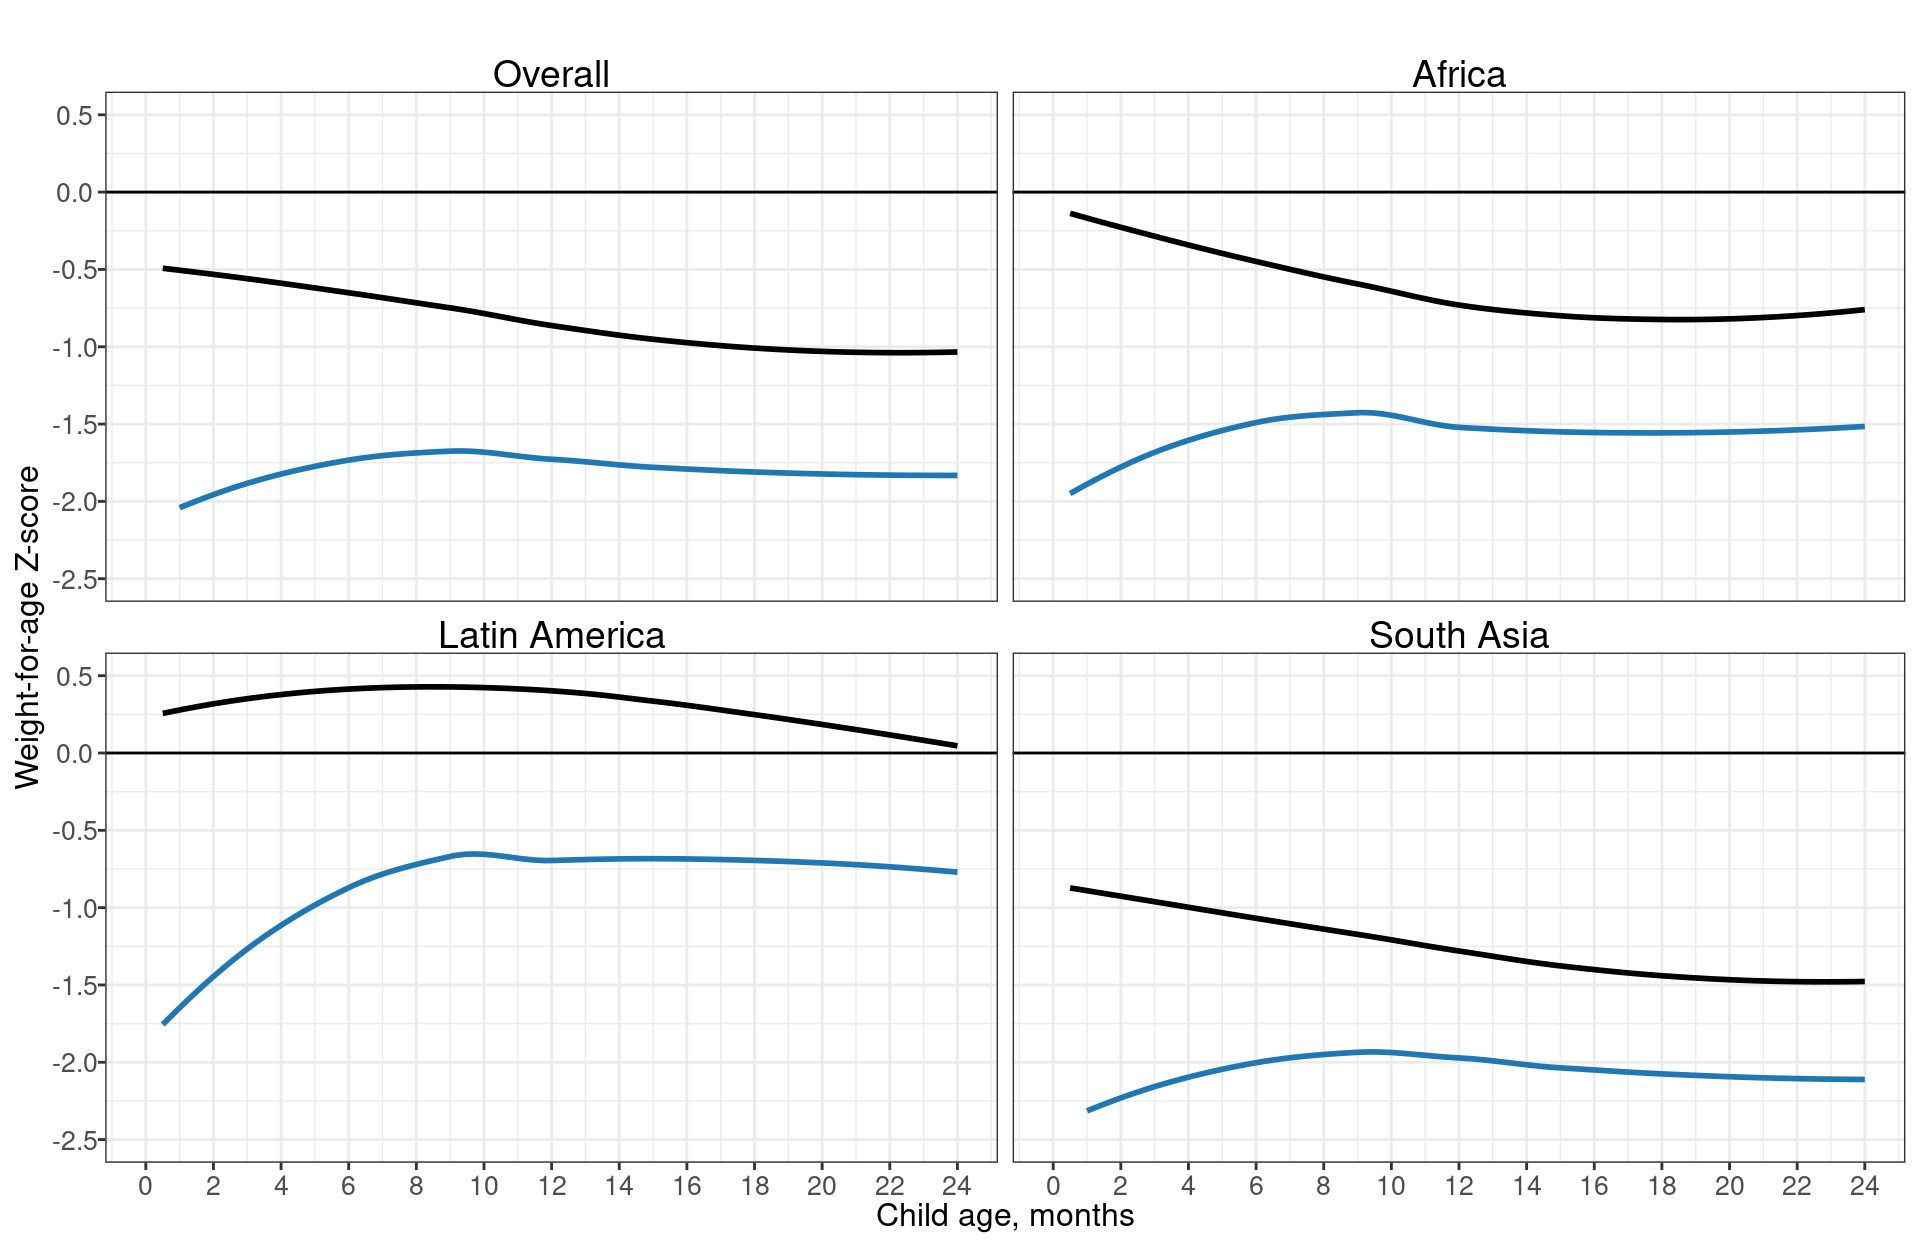 Overall
Africa
0.5
0.0
-0.5
-1.0
-1.5
-2.0
-2.5
Weight-for-age Z-score
Latin America
South Asia
0.5
0.0
-0.5
-1.0
-1.5
-2.0
-2.5
0 2 4 6 8 10 12 14 16 18 20 22 24
0 2 4 6 8 10 12 14 16 18 20 22 24
Child age, months